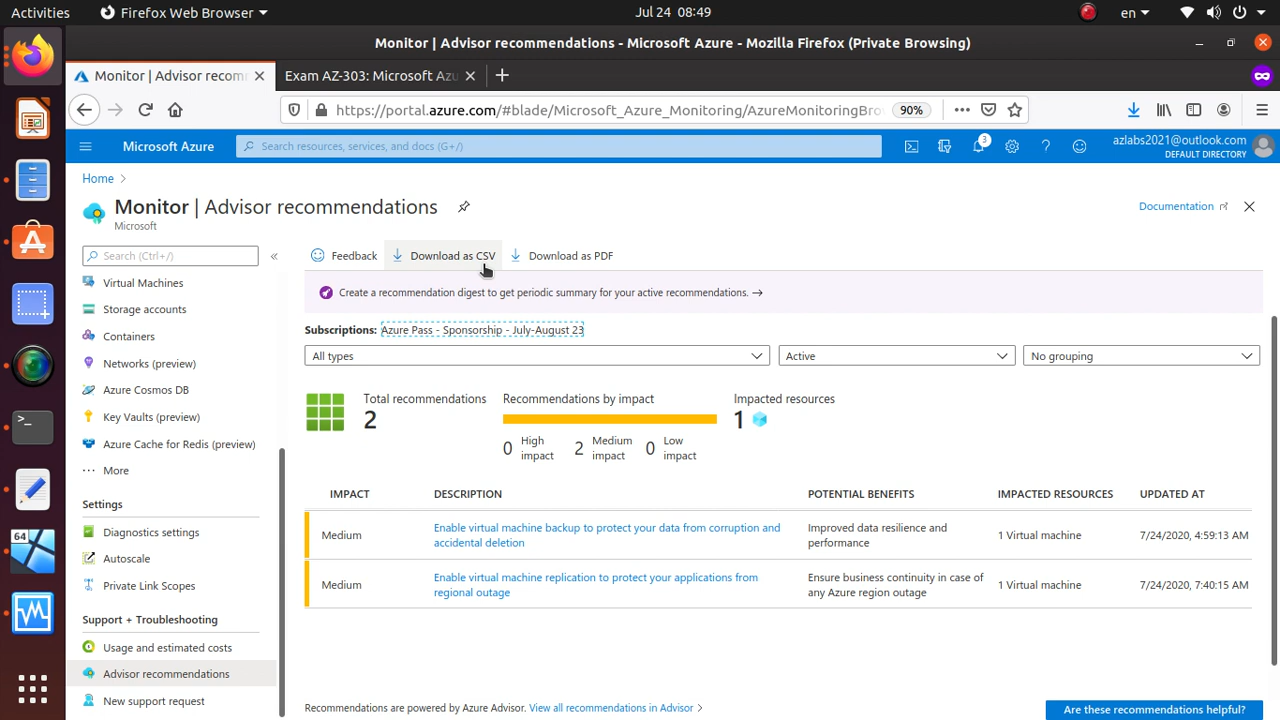 Activities
Firefox Web Browser
Jul 24 08:49
en
Monitor | Advisor recommendations - Microsoft Azure - Mozilla Firefox (Private Browsing)
Monitor | Advisor recom
Exam AZ-303: Microsoft Azu
https://portal.azure.com/#blade/Microsoft_Azure_Monitoring/AzureMonitoringBro
90%
Microsoft Azure
Search resources, services, and docs (G+/)
3
azlabs2021@outlook.com
DEFAULT DIRECTORY
Home
Monitor | Advisor recommendations
Microsoft
Documentation
Search (Ctrl+/)
Feedback
Download as CSV
Download as PDF
Virtual Machines
Storage accounts
Containers
Networks (preview)
Azure Cosmos DB
Key Vaults (preview)
Azure Cache for Redis (preview)
More
Settings
Diagnostics settings
Autoscale
Private Link Scopes
Support + Troubleshooting
Usage and estimated costs
Advisor recommendations
New support request
Create a recommendation digest to get periodic summary for your active recommendations. →
Subscriptions: Azure Pass - Sponsorship - July-August 23
All types
Active
No grouping
Total recommendations
2
Recommendations by impact
0 High impact
2 Medium impact
0 Low impact
Impacted resources
1
IMPACT DESCRIPTION POTENTIAL BENEFITS IMPACTED RESOURCES UPDATED AT
Medium
Enable virtual machine backup to protect your data from corruption and
accidental deletion
Improved data resilience and
performance
1 Virtual machine
7/24/2020, 4:59:13 AM
Medium
Enable virtual machine replication to protect your applications from
regional outage
Ensure business continuity in case of
any Azure region outage
1 Virtual machine
7/24/2020, 7:40:15 AM
Recommendations are powered by Azure Advisor. View all recommendations in Advisor
Are these recommendations helpful?
64